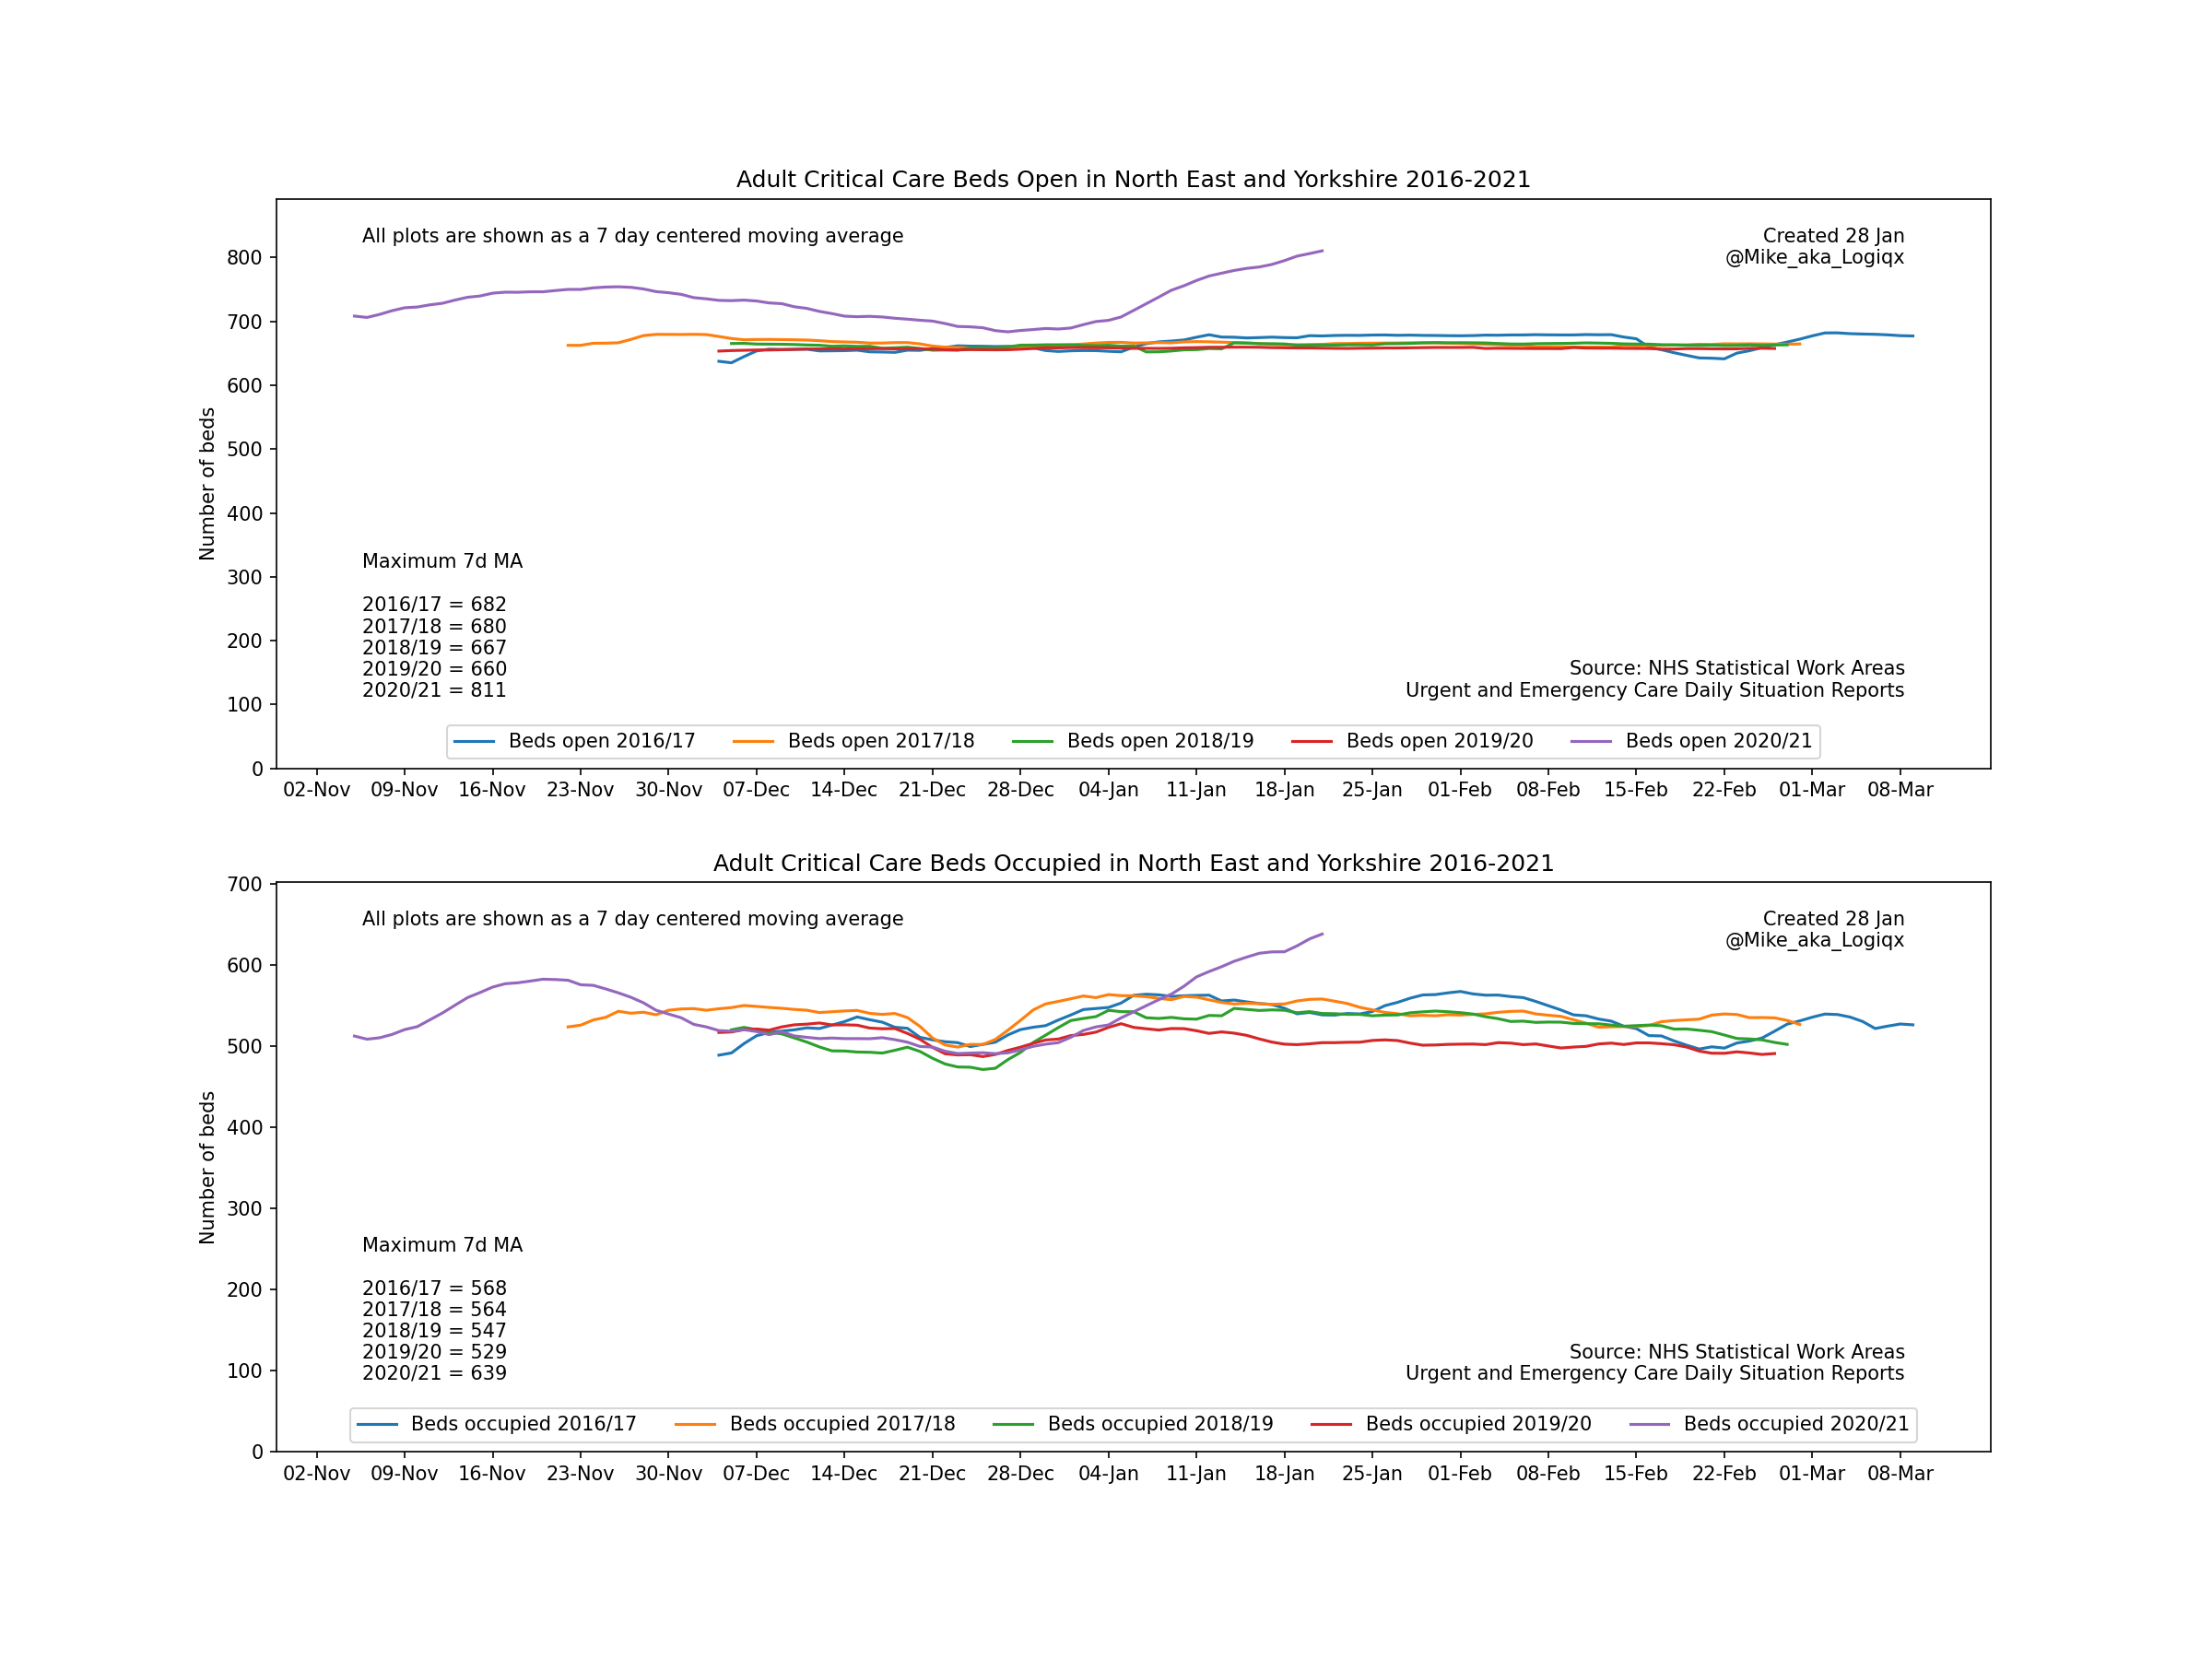 Adult Critical Care Beds Open in North East and Yorkshire 2016-2021
All plots are shown as a 7 day centered moving average
Created 28 Jan
@Mike_aka_Logiqx
Number of beds
800
700
600
500
400
300
200
100
0
Maximum 7d MA
2016/17 = 682
2017/18 = 680
2018/19 = 667
2019/20 = 660
2020/21 = 811
Source: NHS Statistical Work Areas
Urgent and Emergency Care Daily Situation Reports
Beds open 2016/17 Beds open 2017/18 Beds open 2018/19 Beds open 2019/20 Beds open 2020/21
02-Nov 09-Nov 16-Nov 23-Nov 30-Nov 07-Dec 14-Dec 21-Dec 28-Dec 04-Jan 11-Jan 18-Jan 25-Jan 01-Feb 08-Feb 15-Feb 22-Feb 01-Mar 08-Mar
Adult Critical Care Beds Occupied in North East and Yorkshire 2016-2021
All plots are shown as a 7 day centered moving average
Created 28 Jan
@Mike_aka_Logiqx
Number of beds
700
600
500
400
300
200
100
0
Maximum 7d MA
2016/17 = 568
2017/18 = 564
2018/19 = 547
2019/20 = 529
2020/21 = 639
Source: NHS Statistical Work Areas
Urgent and Emergency Care Daily Situation Reports
Beds occupied 2016/17 Beds occupied 2017/18 Beds occupied 2018/19 Beds occupied 2019/20 Beds occupied 2020/21
02-Nov 09-Nov 16-Nov 23-Nov 30-Nov 07-Dec 14-Dec 21-Dec 28-Dec 04-Jan 11-Jan 18-Jan 25-Jan 01-Feb 08-Feb 15-Feb 22-Feb 01-Mar 08-Mar